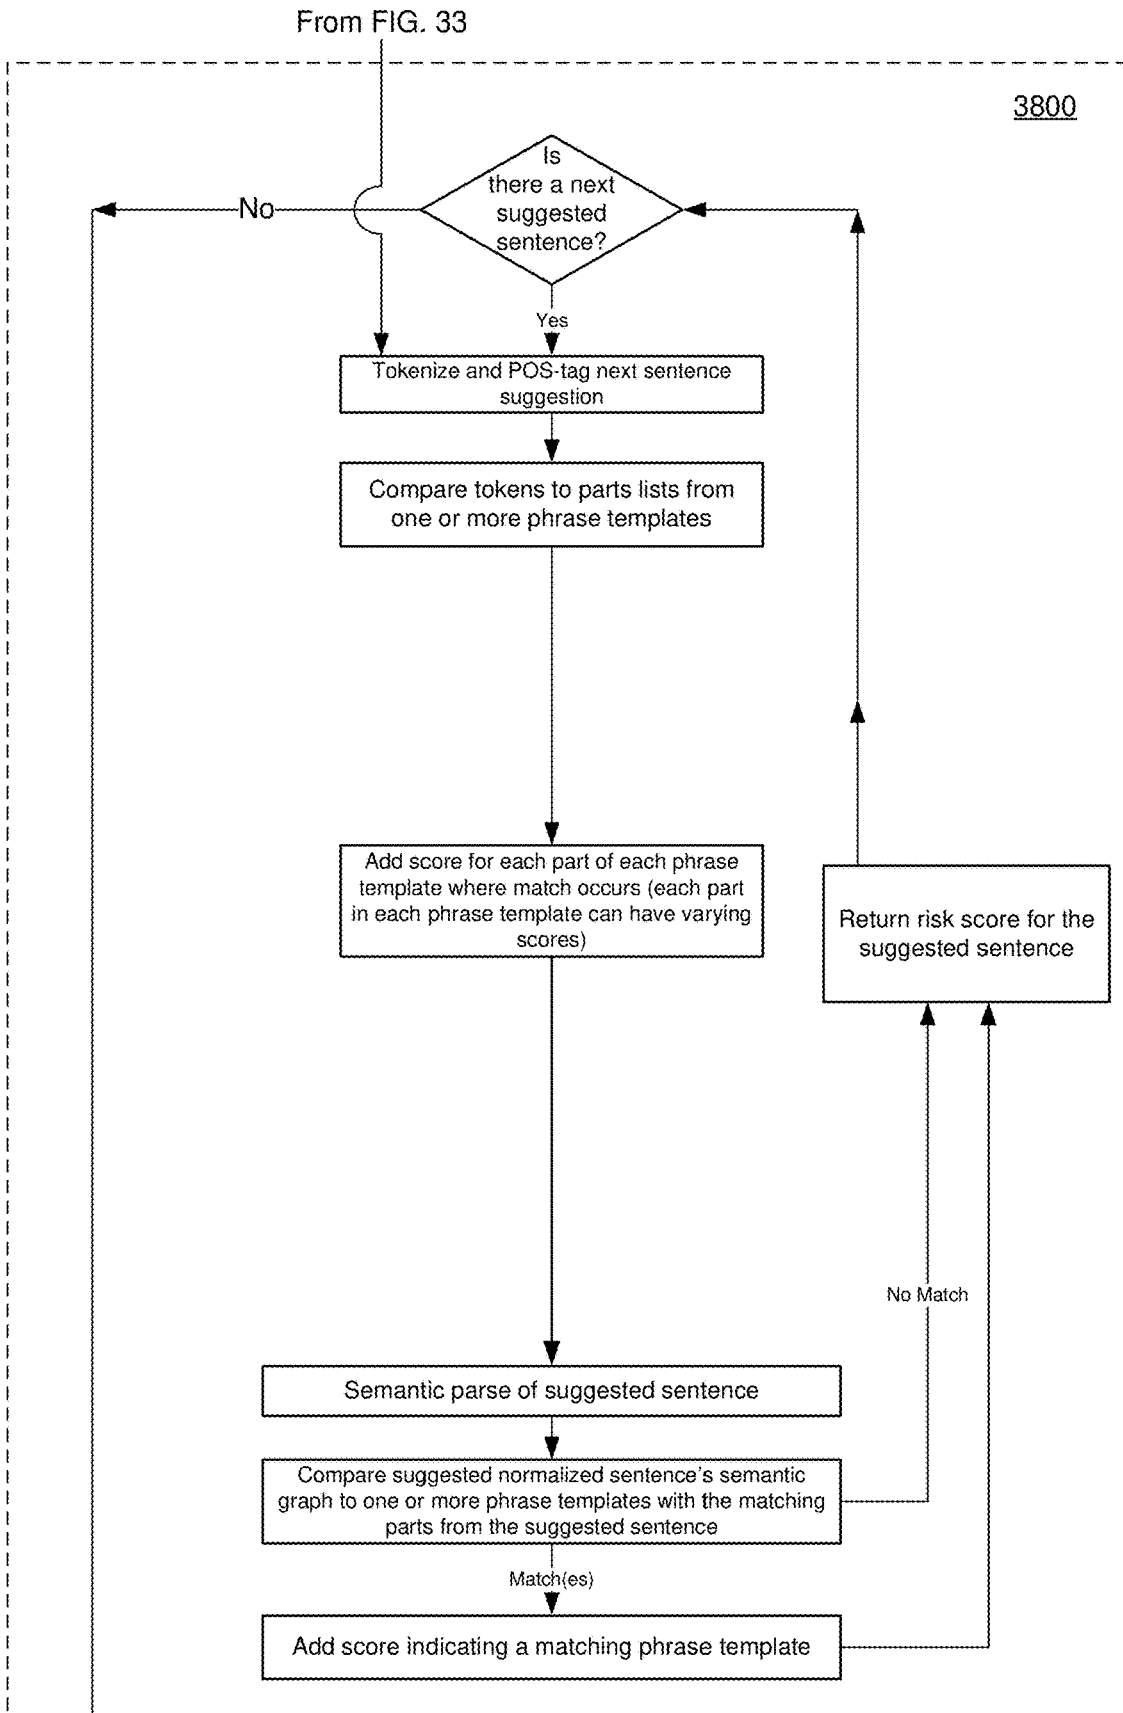 From FIG. 33
3800
Is
there a next
suggested
sentence?
No
Yes
Tokenize and POS-tag next sentence
suggestion
Compare tokens to parts lists from
one or more phrase templates
Add score for each part of each phrase
template where match occurs (each part
in each phrase template can have varying
scores)
Return risk score for the
suggested sentence
No Match
Semantic parse of suggested sentence
Compare suggested normalized sentence's semantic
graph to one or more phrase templates with the matching
parts from the suggested sentence
Match(es)
Add score indicating a matching phrase template